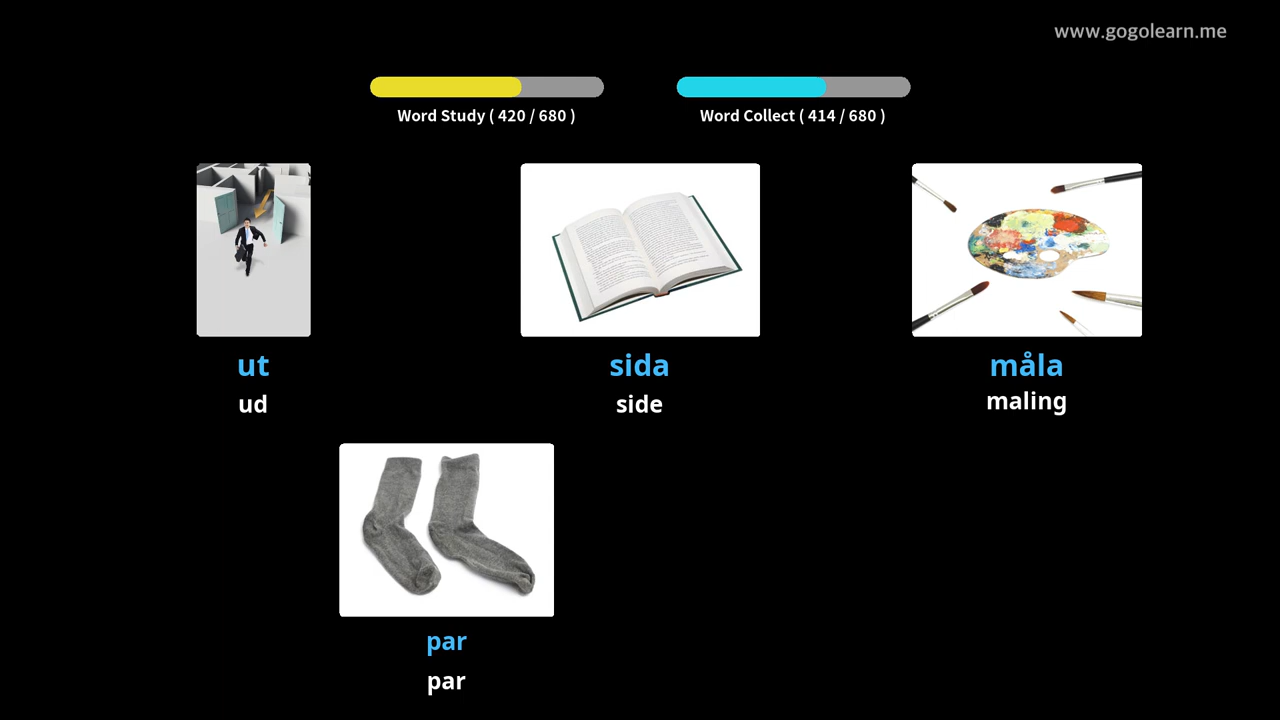 www.gogolearn.me
Word Study ( 420 / 680 )
Word Collect ( 414 / 680 )
ut
ud
sida
side
måla
maling
par
par